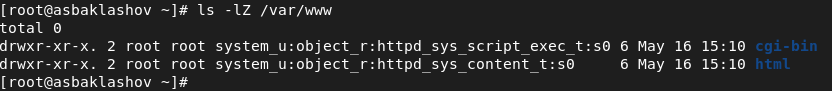 [root@asbaklashov ~]# ls -lZ /var/www
total 0
drwxr-xr-x. 2 root root system_u:object_r:httpd_sys_script_exec_t:s0 6 May 16 15:10 cgi-bin
drwxr-xr-x. 2 root root system_u:object_r:httpd_sys_content_t:s0     6 May 16 15:10 html
[root@asbaklashov ~]#